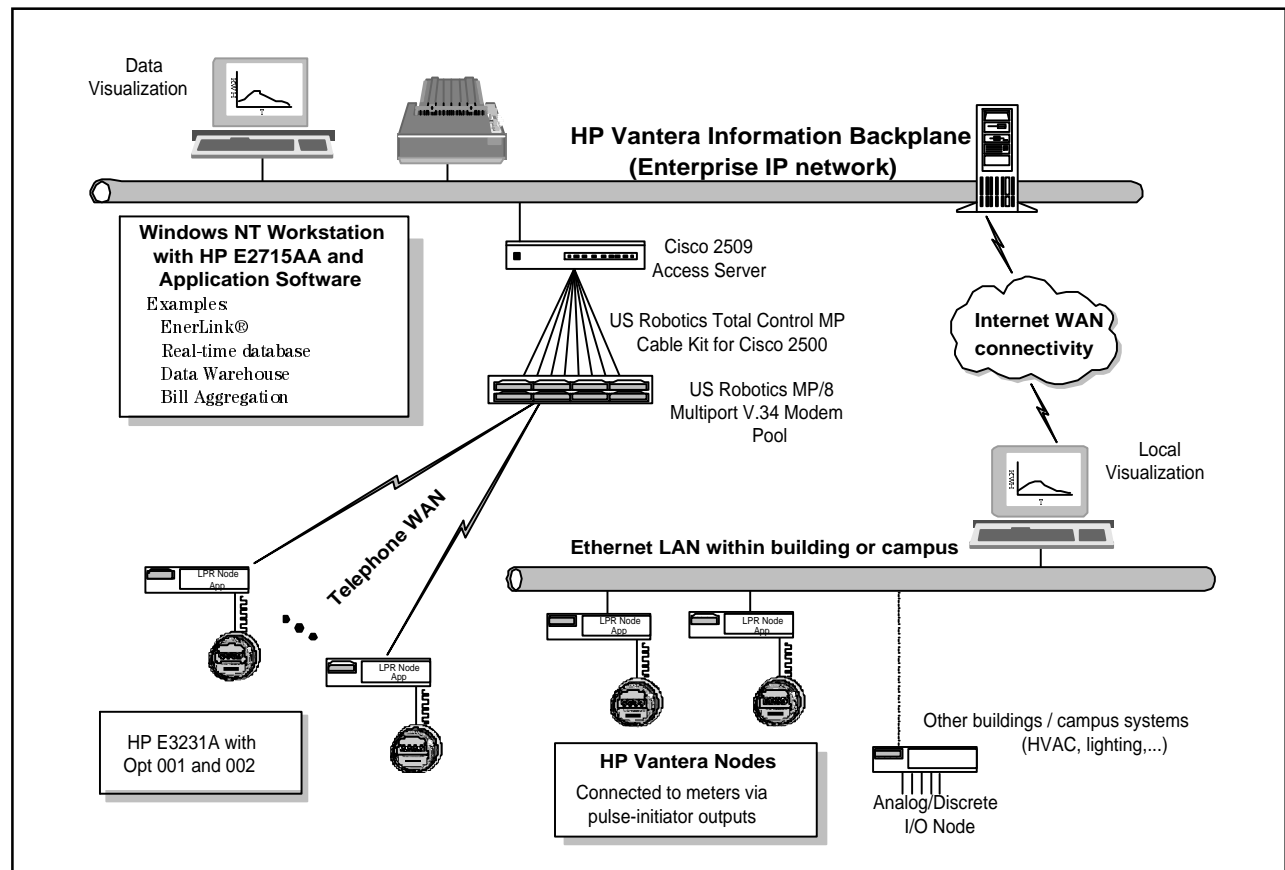 Data
Visualization
HP Vantera Information Backplane
(Enterprise IP network)
Windows NT Workstation
with HP E2715AA and
Application Software
Examples:
EnerLink®
Real-time database
Data Warehouse
Bill Aggregation
Cisco 2509
Access Server
US Robotics Total Control MP
Cable Kit for Cisco 2500
US Robotics MP/8
Multiport V.34 Modem
Pool
Internet WAN
connectivity
Local
Visualization
Telephone WAN
Ethernet LAN within building or campus
LPR Node
App
LPR Node
App
LPR Node
App
LPR Node
App
HP E3231A with
Opt 001 and 002
HP Vantera Nodes
Connected to meters via
pulse-initiator outputs
Other buildings / campus systems
(HVAC, lighting,...)
Analog/Discrete
I/O Node